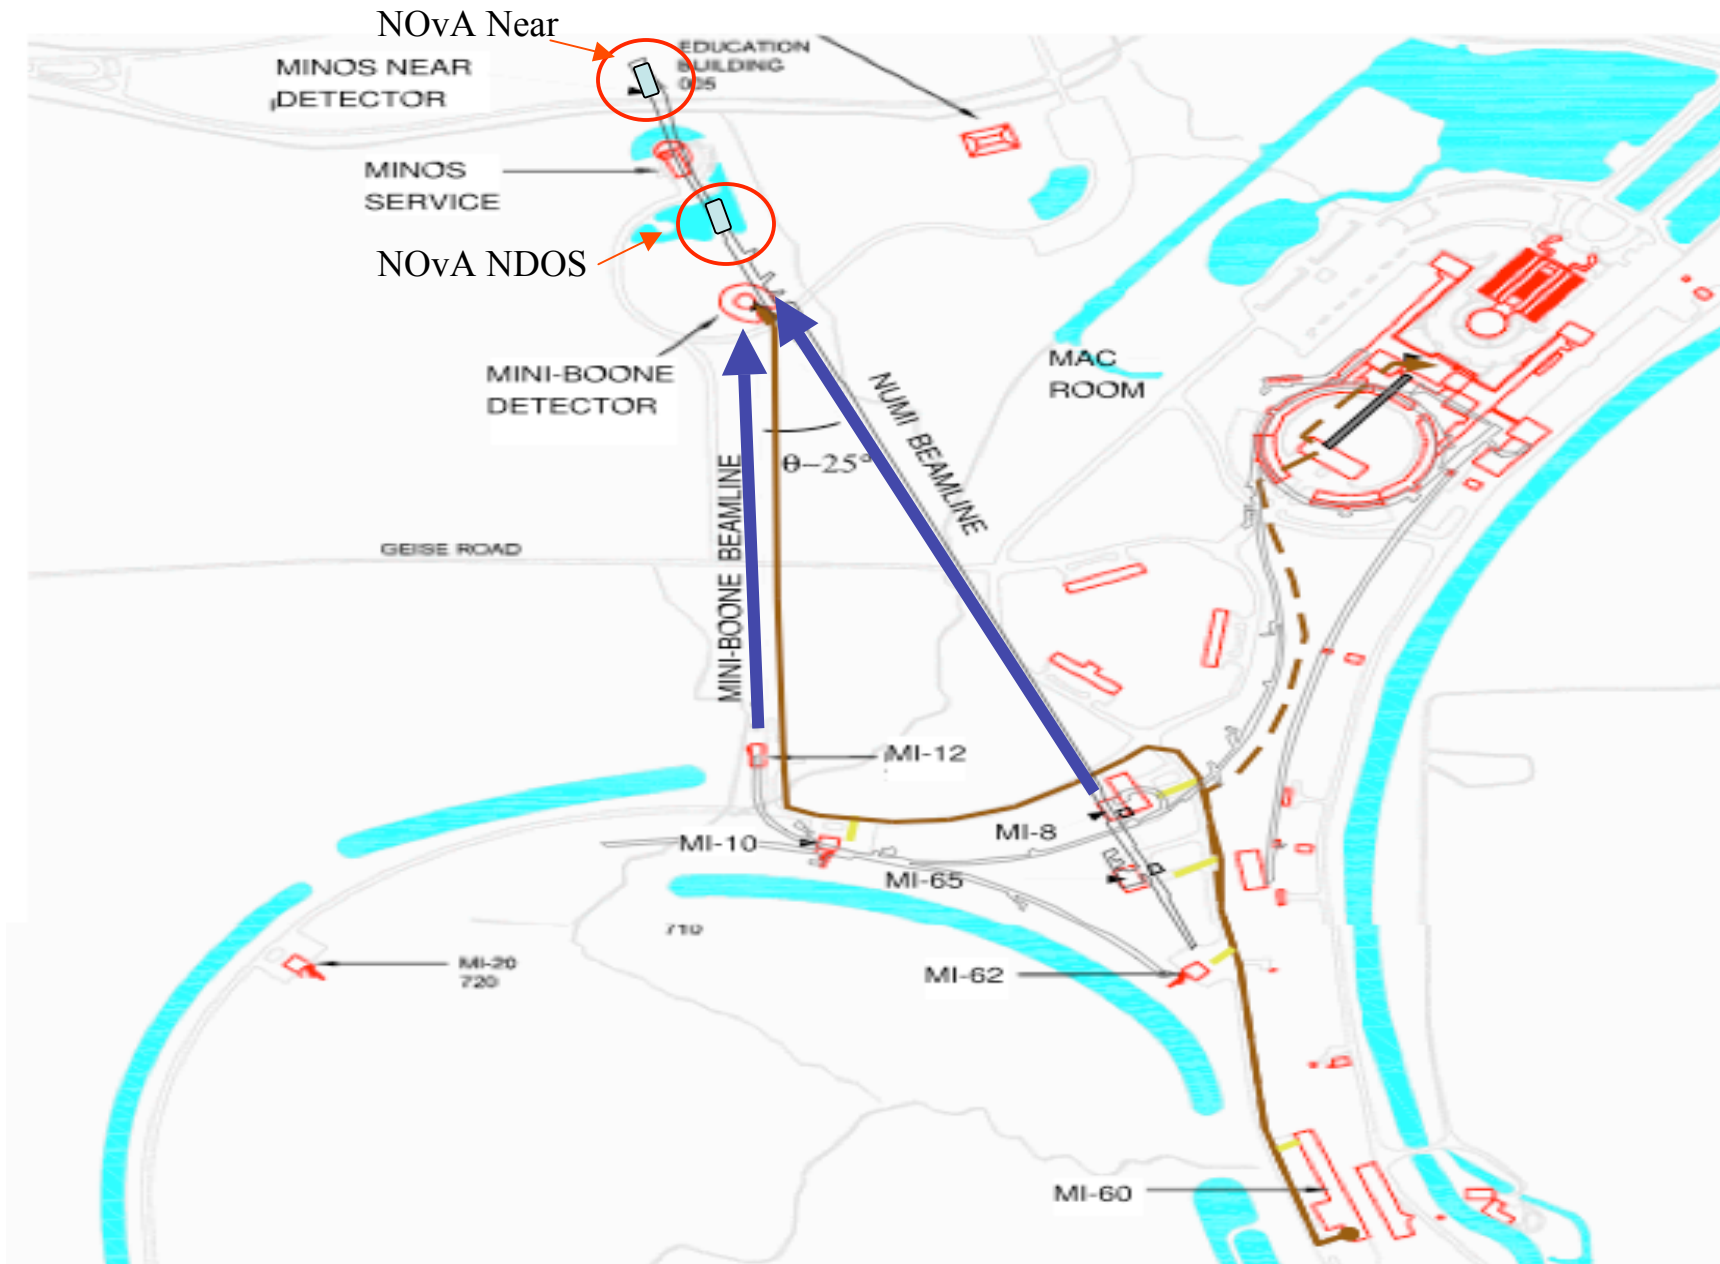 NOvA Near
EDUCATION
BUILDING
005
MINOS NEAR
DETECTOR
MINOS
SERVICE
NOvA NDOS
MINI-BOONE
DETECTOR
MAC
ROOM
NUMI BEAMLINE
θ~25°
MINI-BOONE BEAMLINE
GEISE ROAD
MI-12
MI-8
MI-10
MI-65
710
MI-20
720
MI-62
MI-60